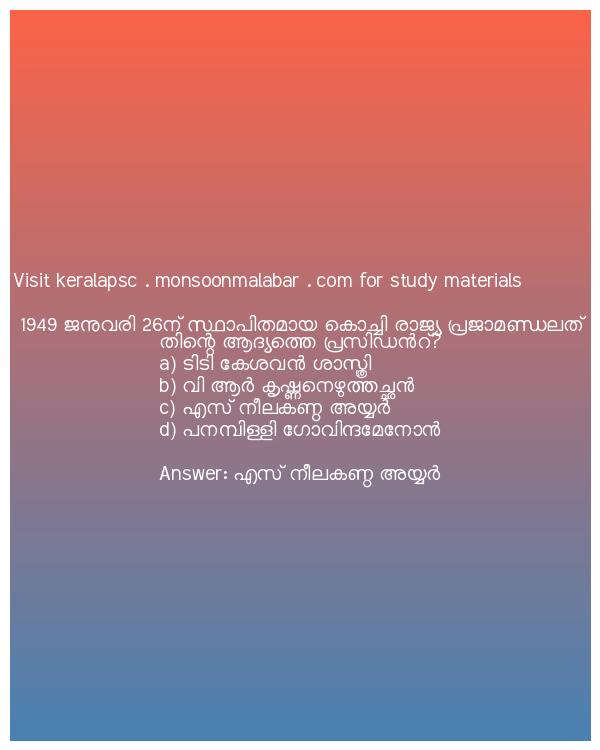 Visit keralapsc . monsoonmalabar . com for study materials
1949 ജനുവരി 26ന് സ്ഥാപിതമായ കൊച്ചി രാജ്യ പ്രജാമണ്ഡലത്
തിന്റെ ആദ്യത്തെ പ്രസിഡൻറ്?
a) ടിടി കേശവൻ ശാസ്ത്രി
b) വി ആർ കൃഷ്ണനെഴുത്തച്ഛൻ
c) എസ് നീലകണ്ഠ അയ്യർ
d) പനമ്പിള്ളി ഗോവിന്ദമേനോൻ
Answer: എസ് നീലകണ്ഠ അയ്യർ